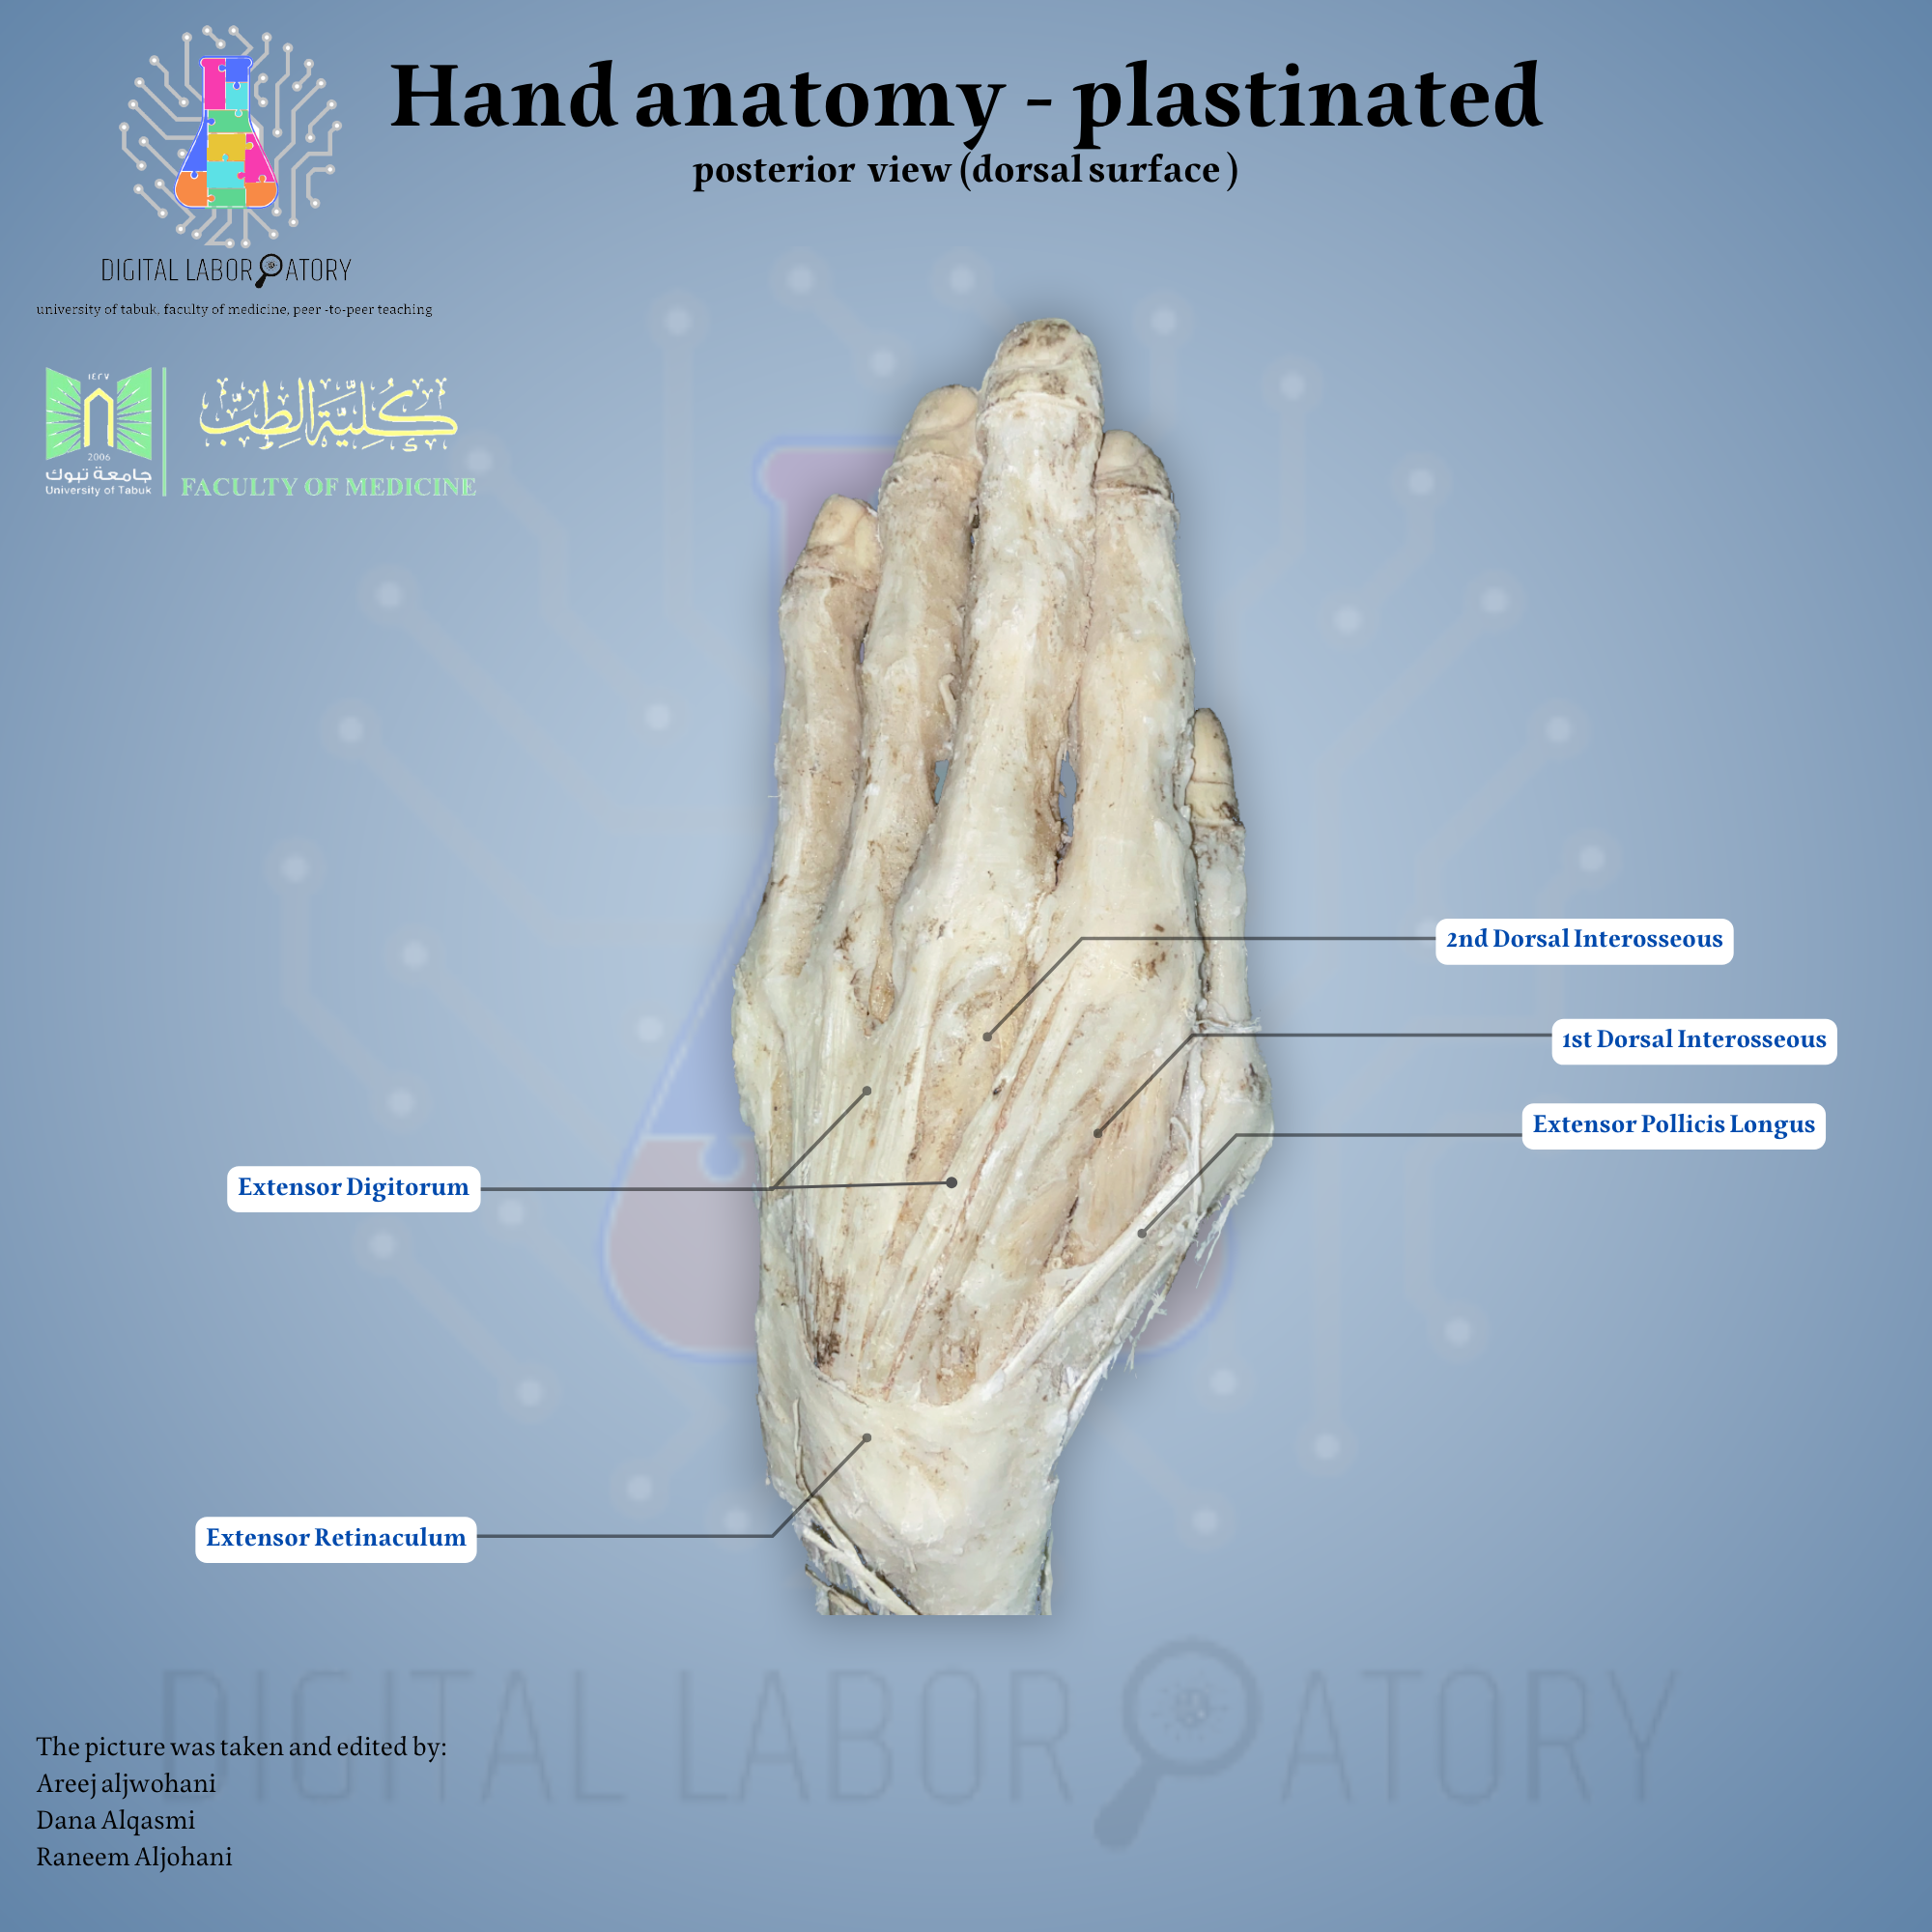 Hand anatomy - plastinated
posterior view (dorsal surface )
DIGITAL LABORATORY
university of tabuk, faculty of medicine, peer -to-peer teaching
١٤٢٧
2006
جامعة تبوك
University of Tabuk
كلية الطب
FACULTY OF MEDICINE
2nd Dorsal Interosseous
1st Dorsal Interosseous
Extensor Pollicis Longus
Extensor Digitorum
Extensor Retinaculum
DIGITAL LABORATORY
The picture was taken and edited by:
Areej aljwohani
Dana Alqasmi
Raneem Aljohani